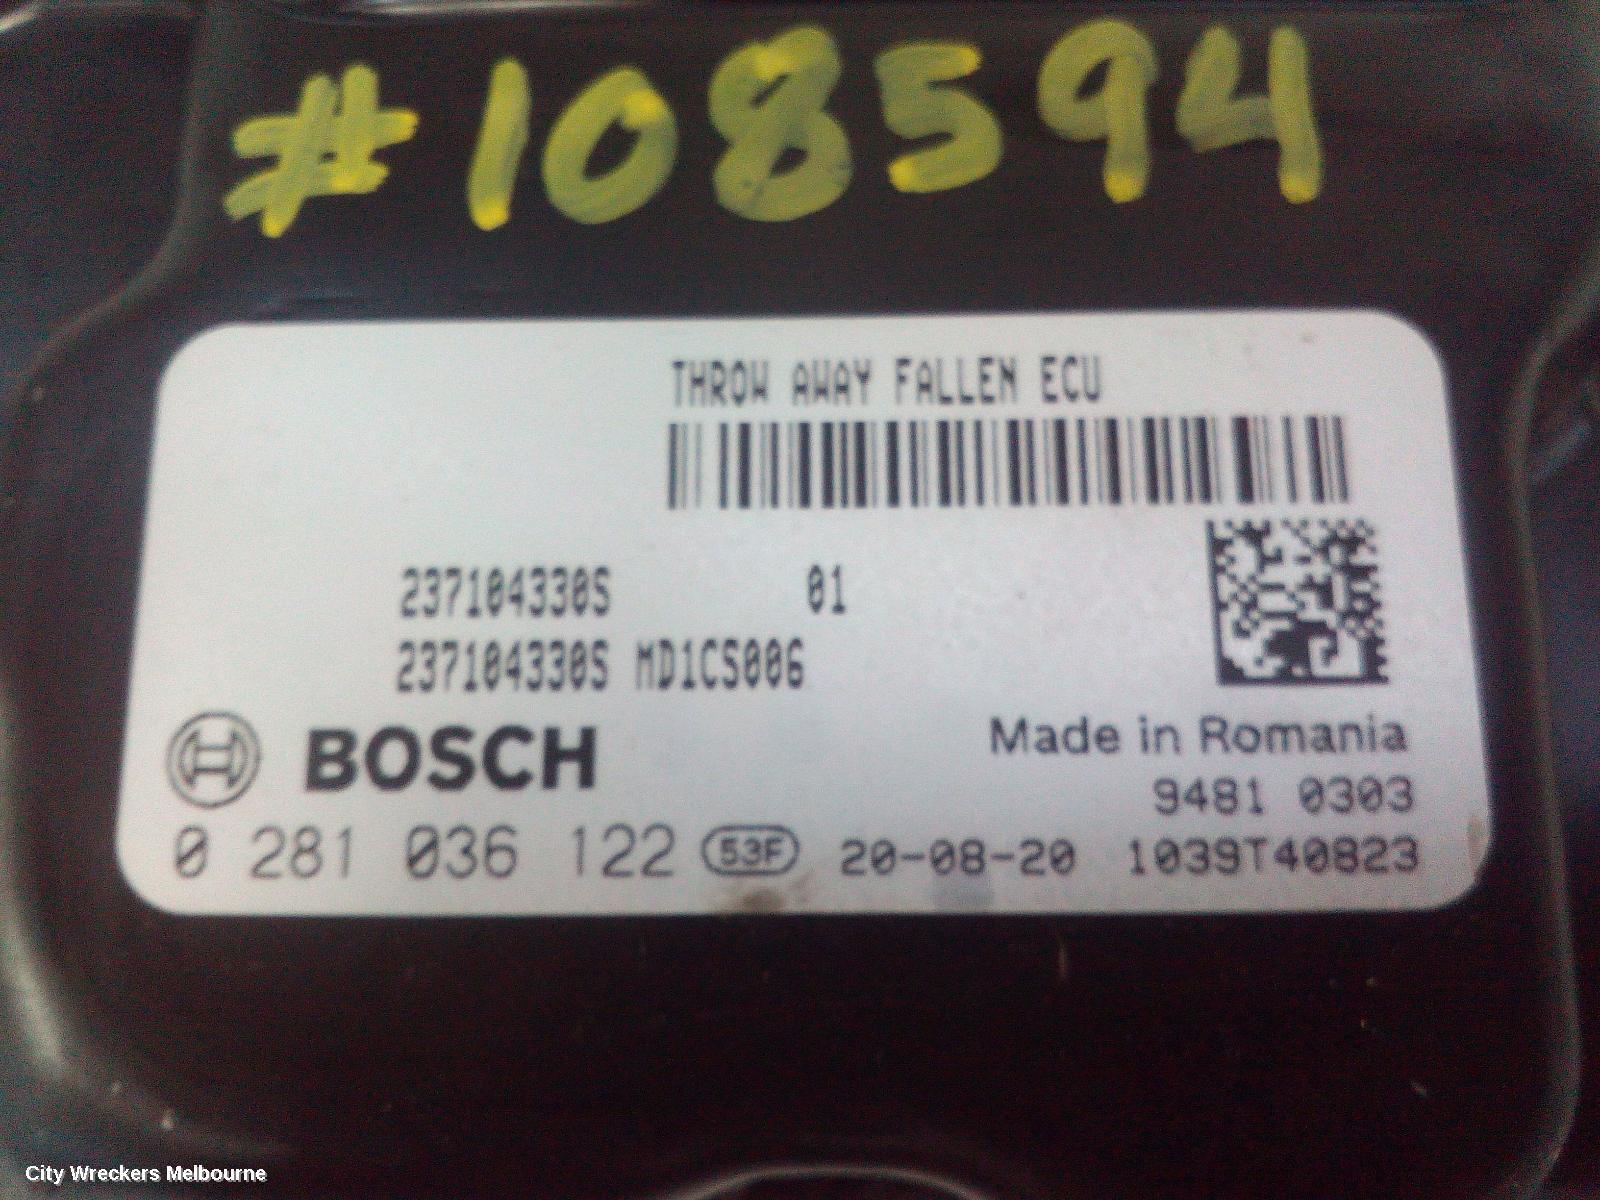 #108594
THROW AWAY FALLEN ECU
237104330S 01
237104330S MD1CS006
BOSCH
Made in Romania
9481 0303
0 281 036 122 53F 20-08-20 1039T40823
City Wreckers Melbourne